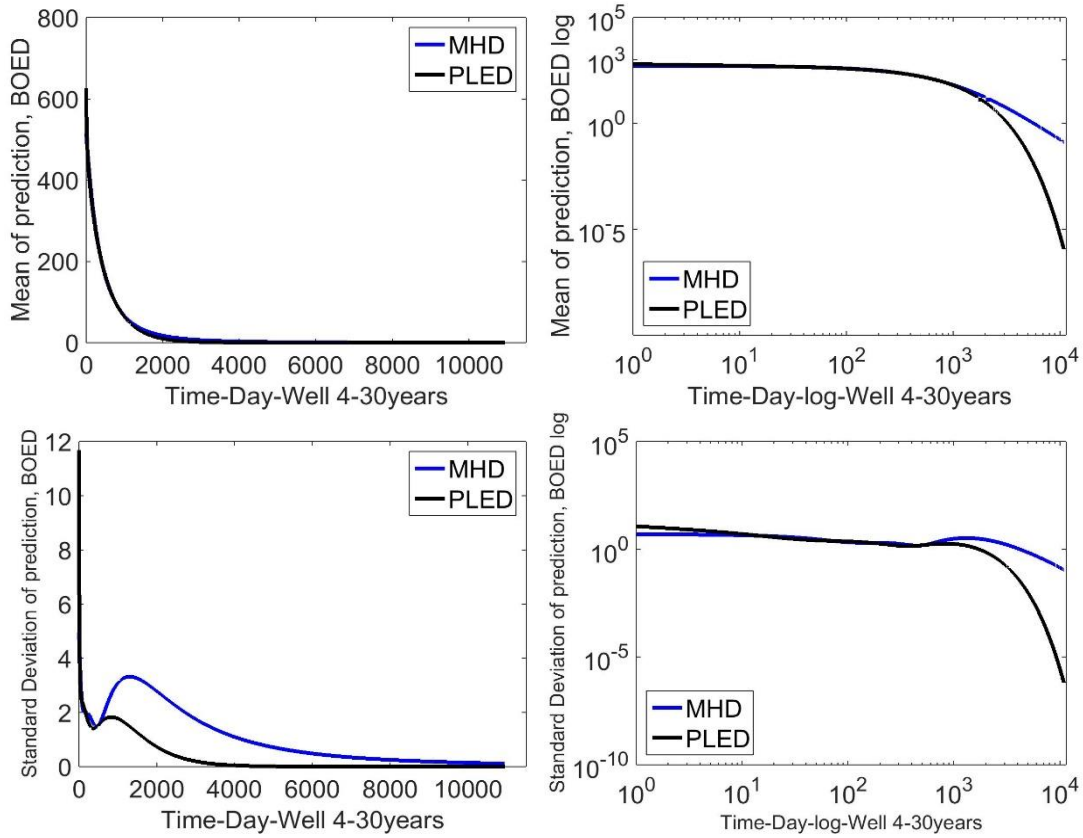 Mean of prediction, BOED
800
600
400
200
0
MHD
PLED
0 2000 4000 6000 8000 10000
Time-Day-Well 4-30years
Mean of prediction, BOED log
10^5
10^3
10^0
10^-5
MHD
PLED
10^0 10^1 10^2 10^3 10^4
Time-Day-log-Well 4-30years
Standard Deviation of prediction, BOED
12
10
8
6
4
2
0
MHD
PLED
0 2000 4000 6000 8000 10000
Time-Day-Well 4-30years
Standard Deviation of prediction, BOED log
10^5
10^0
10^-5
10^-10
MHD
PLED
10^0 10^1 10^2 10^3 10^4
Time-Day-log-Well 4-30years